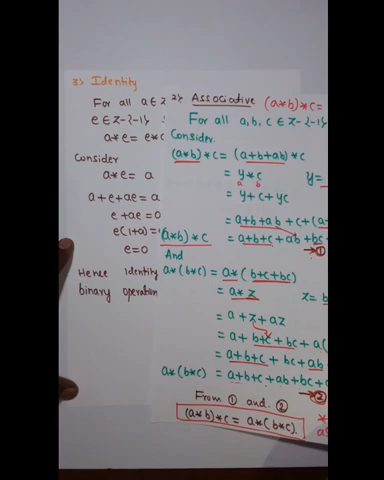 3> Identity
For all a ∈ Z
e ∈ Z-{-1}
a*e = e*
Consider
a*e = a
a+e+ae = a
e+ae = 0
e(1+a) =
e=0
Hence Identity
binary operation
2> Associative (a*b)*c =
For all a,b,c ∈ Z-{-1}
Consider.
(a*b)*c = (a+b+ab)*c
= y*c y=
a b
= y+c+yc
= a+b+ab+c+(a
(a*b)*c = a+b+c+ab+bc
→①
And
a*(b*c) = a*(b+c+bc)
= a*z z=
= a+z+az
= a+b+c+bc+a(
= a+b+c+bc+ab
a*(b*c) = a+b+c+ab+bc+
→②
From ① and ②
(a*b)*c = a*(b*c).
*